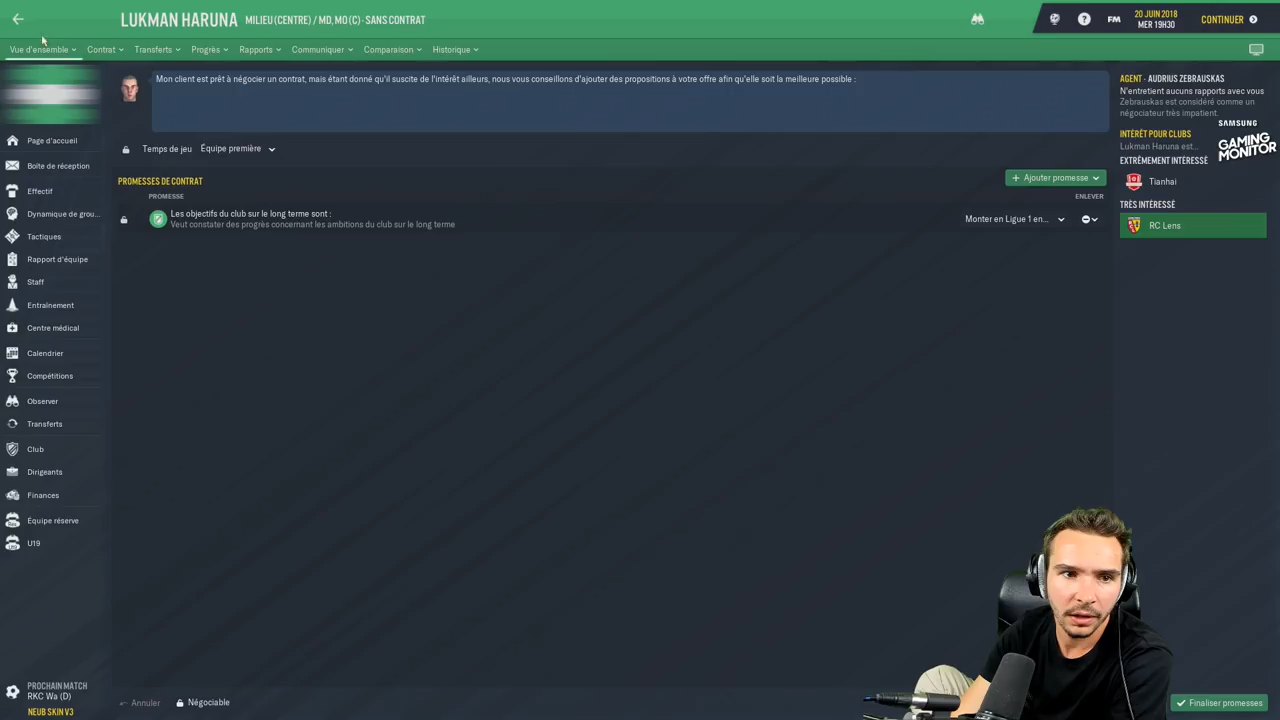 LUKMAN HARUNA MILIEU (CENTRE) / MD, MO (C) - SANS CONTRAT
FM
20 JUIN 2018
MER 19H30
CONTINUER
Vue d'ensemble
Contrat
Transferts
Progrès
Rapports
Communiquer
Comparaison
Historique
Page d'accueil
Boîte de réception
Effectif
Dynamique de grou...
Tactiques
Rapport d'équipe
Staff
Entraînement
Centre médical
Calendrier
Compétitions
Observer
Transferts
Club
Dirigeants
Finances
Équipe réserve
U19
PROCHAIN MATCH
RKC Wa (D)
NEUB SKIN V3
Mon client est prêt à négocier un contrat, mais étant donné qu'il suscite de l'intérêt ailleurs, nous vous conseillons d'ajouter des propositions à votre offre afin qu'elle soit la meilleure possible :
Temps de jeu Équipe première
PROMESSES DE CONTRAT
+ Ajouter promesse
PROMESSE
ENLEVER
Les objectifs du club sur le long terme sont :
Veut constater des progrès concernant les ambitions du club sur le long terme
Monter en Ligue 1 en...
Annuler
Négociable
Finaliser promesses
AGENT - AUDRIUS ZEBRAUSKAS
N'entretient aucuns rapports avec vous
Zebrauskas est considéré comme un
négociateur très impatient.
SAMSUNG
GAMING
MONITOR
INTÉRÊT POUR CLUBS
Lukman Haruna est...
EXTRÊMEMENT INTÉRESSÉ
Tianhai
TRÈS INTÉRESSÉ
RC Lens